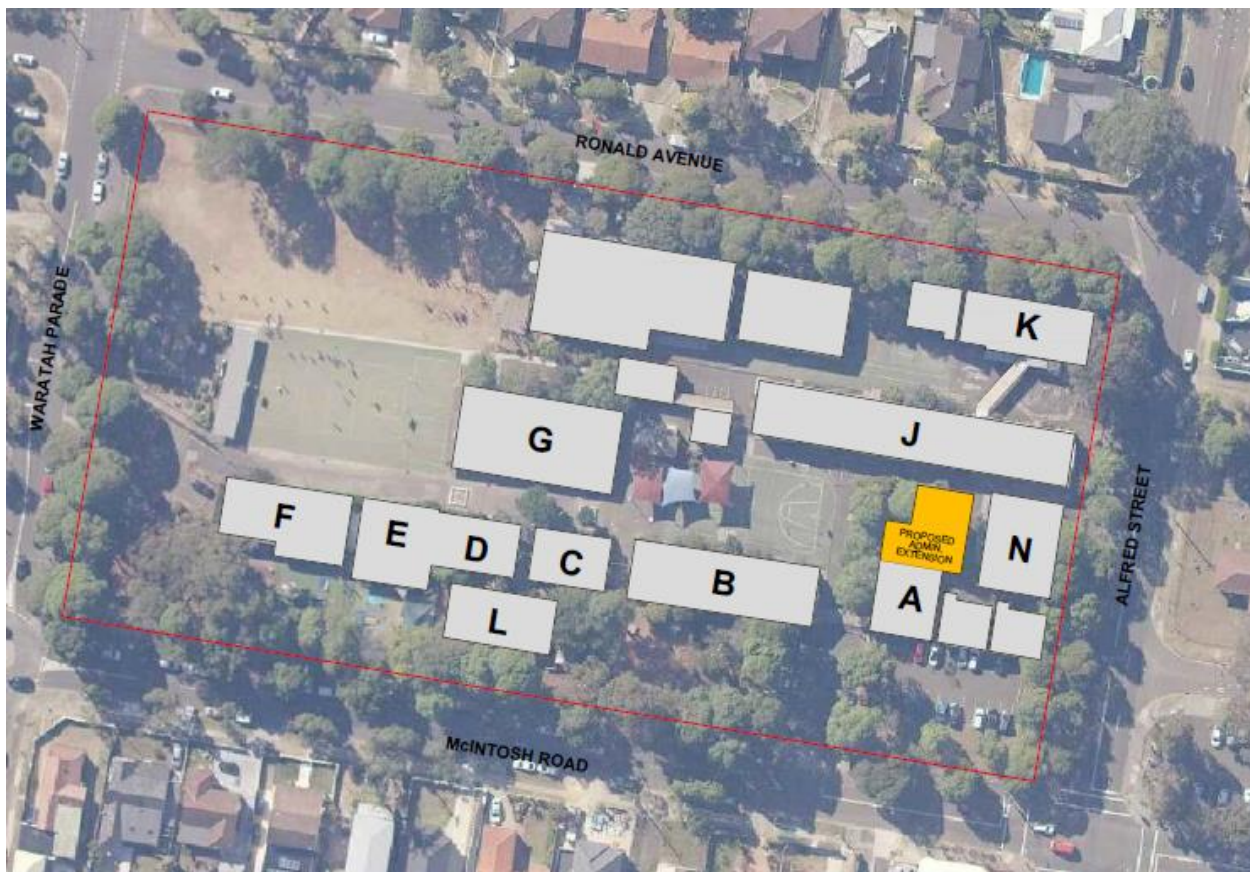 RONALD AVENUE
WARATAH PARADE
K
J
G
PROPOSED
ADMIN.
EXTENSION
N
F
E
D
C
B
A
L
ALFRED STREET
McINTOSH ROAD